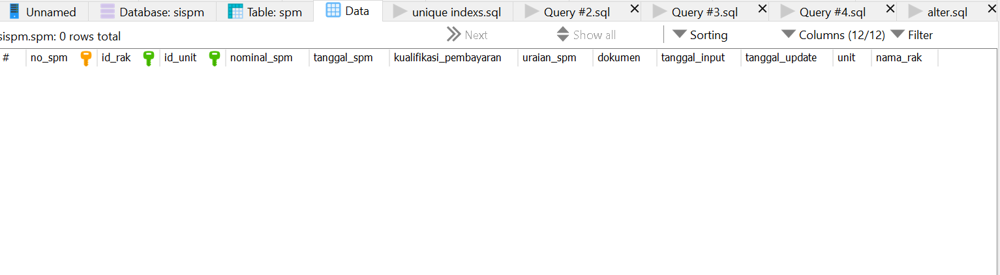 Unnamed Database: sispm Table: spm Data unique indexs.sql Query #2.sql Query #3.sql Query #4.sql alter.sql
sispm.spm: 0 rows total Next Show all Sorting Columns (12/12) Filter
# no_spm id_rak id_unit nominal_spm tanggal_spm kualifikasi_pembayaran uraian_spm dokumen tanggal_input tanggal_update unit nama_rak